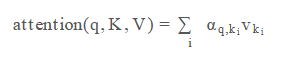 attention(q, K, V) = Σ α_{q,k_i} v_{k_i}
i